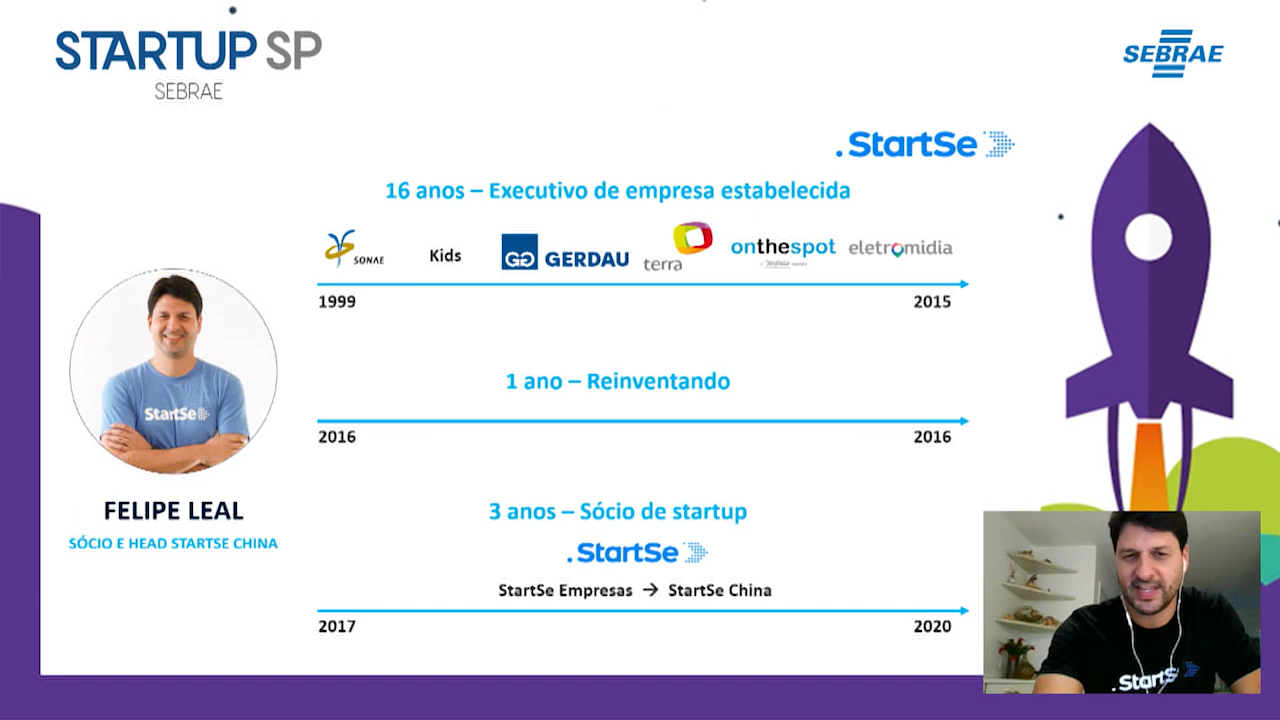 STARTUP SP
SEBRAE
SEBRAE
.StartSe
16 anos – Executivo de empresa estabelecida
SONAE
Kids
GG GERDAU
terra
onthespot
eletromidia
1999
2015
1 ano – Reinventando
2016
2016
StartSe
FELIPE LEAL
SÓCIO E HEAD STARTSE CHINA
3 anos – Sócio de startup
.StartSe
StartSe Empresas → StartSe China
2017
2020
.StartSe